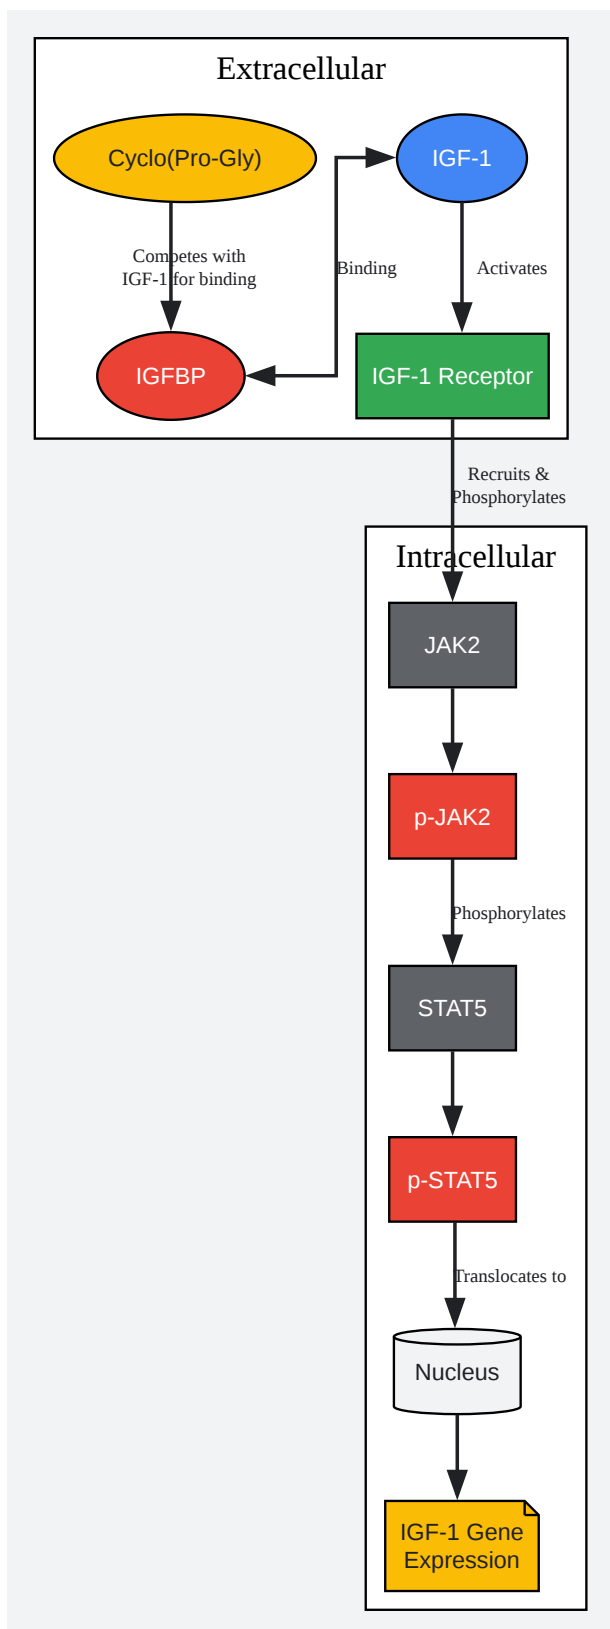 Extracellular
Cyclo(Pro-Gly)
IGF-1
Competes with
IGF-1 for binding
Binding
Activates
IGFBP
IGF-1 Receptor
Recruits &
Phosphorylates
Intracellular
JAK2
p-JAK2
Phosphorylates
STAT5
p-STAT5
Translocates to
Nucleus
IGF-1 Gene
Expression